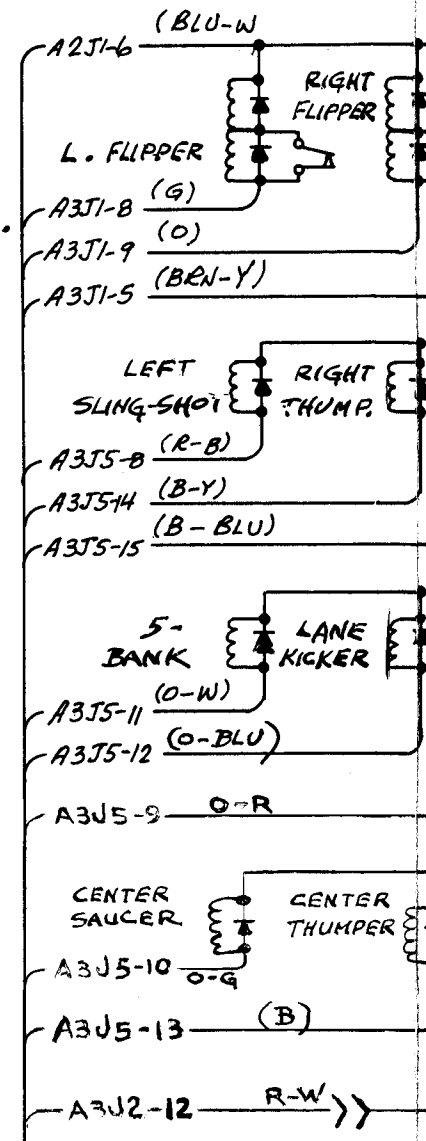 A2J1-6 (BLU-W
RIGHT
FLIPPER
L. FLIPPER
A3J1-8 (G)
A3J1-9 (O)
A3J1-5 (BRN-Y)
LEFT
SLING-SHOT
RIGHT
THUMP.
A3J5-8 (R-B)
A3J5-14 (B-Y)
A3J5-15 (B-BLU)
5-
BANK
LANE
KICKER
A3J5-11 (O-W)
A3J5-12 (O-BLU)
A3J5-9 O-R
CENTER
SAUCER
CENTER
THUMPER
A3J5-10 O-G
A3J5-13 (B)
A3J2-12 R-W